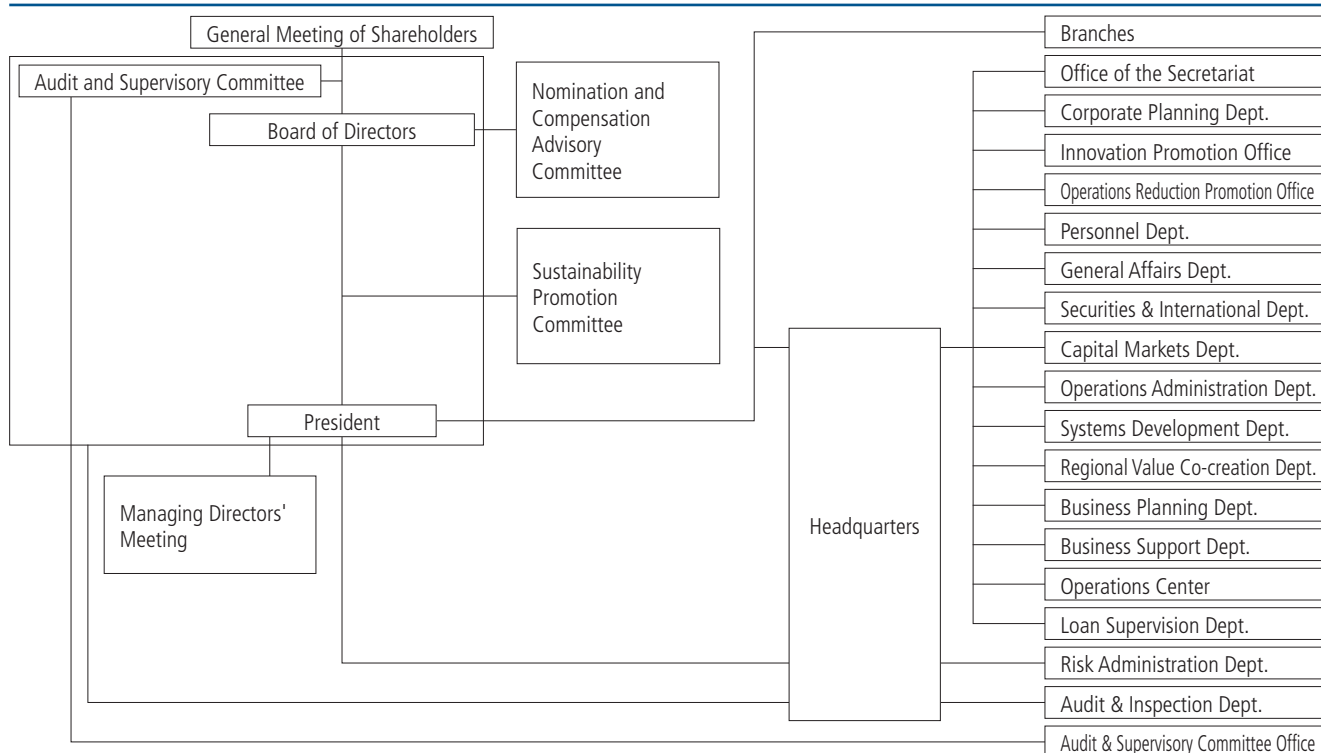 General Meeting of Shareholders
Audit and Supervisory Committee
Board of Directors
Nomination and
Compensation
Advisory
Committee
Sustainability
Promotion
Committee
President
Managing Directors'
Meeting
Headquarters
Branches
Office of the Secretariat
Corporate Planning Dept.
Innovation Promotion Office
Operations Reduction Promotion Office
Personnel Dept.
General Affairs Dept.
Securities & International Dept.
Capital Markets Dept.
Operations Administration Dept.
Systems Development Dept.
Regional Value Co-creation Dept.
Business Planning Dept.
Business Support Dept.
Operations Center
Loan Supervision Dept.
Risk Administration Dept.
Audit & Inspection Dept.
Audit & Supervisory Committee Office